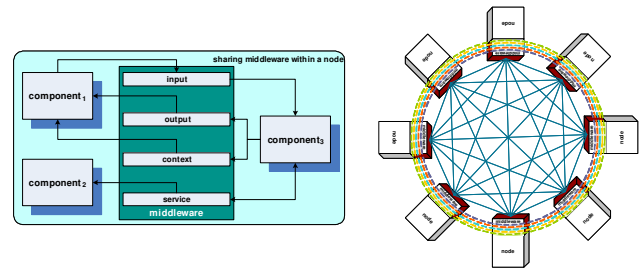 sharing middleware within a node
input
component1
output
component3
context
component2
service
middleware
node
node
node
node
node
node
node
node
middleware